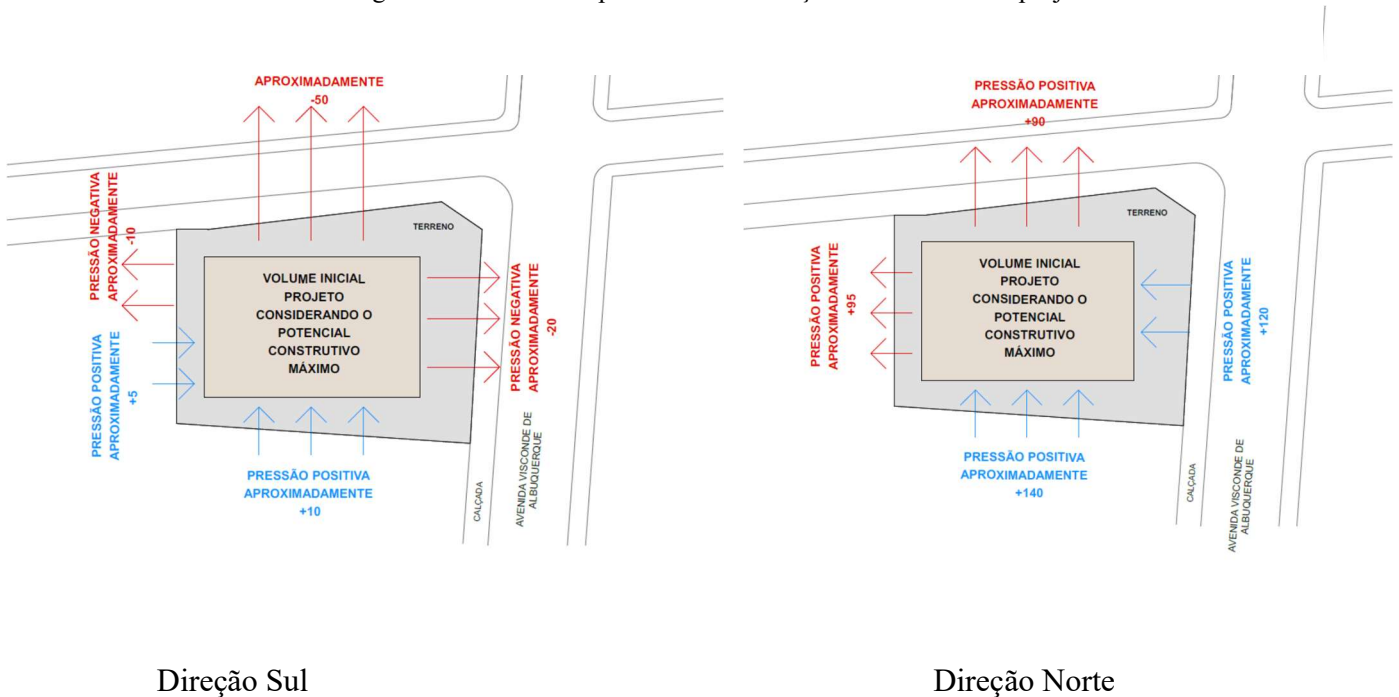 APROXIMADAMENTE
-50
PRESSÃO NEGATIVA
APROXIMADAMENTE
-10
TERRENO
VOLUME INICIAL
PROJETO
CONSIDERANDO O
POTENCIAL
CONSTRUTIVO
MÁXIMO
PRESSÃO NEGATIVA
APROXIMADAMENTE
-20
PRESSÃO POSITIVA
APROXIMADAMENTE
+5
PRESSÃO POSITIVA
APROXIMADAMENTE
+10
CALÇADA
AVENIDA VISCONDE DE
ALBUQUERQUE
Direção Sul
PRESSÃO POSITIVA
APROXIMADAMENTE
+90
TERRENO
PRESSÃO POSITIVA
APROXIMADAMENTE
+95
VOLUME INICIAL
PROJETO
CONSIDERANDO O
POTENCIAL
CONSTRUTIVO
MÁXIMO
PRESSÃO POSITIVA
APROXIMADAMENTE
+120
PRESSÃO POSITIVA
APROXIMADAMENTE
+140
CALÇADA
AVENIDA VISCONDE DE
ALBUQUERQUE
Direção Norte